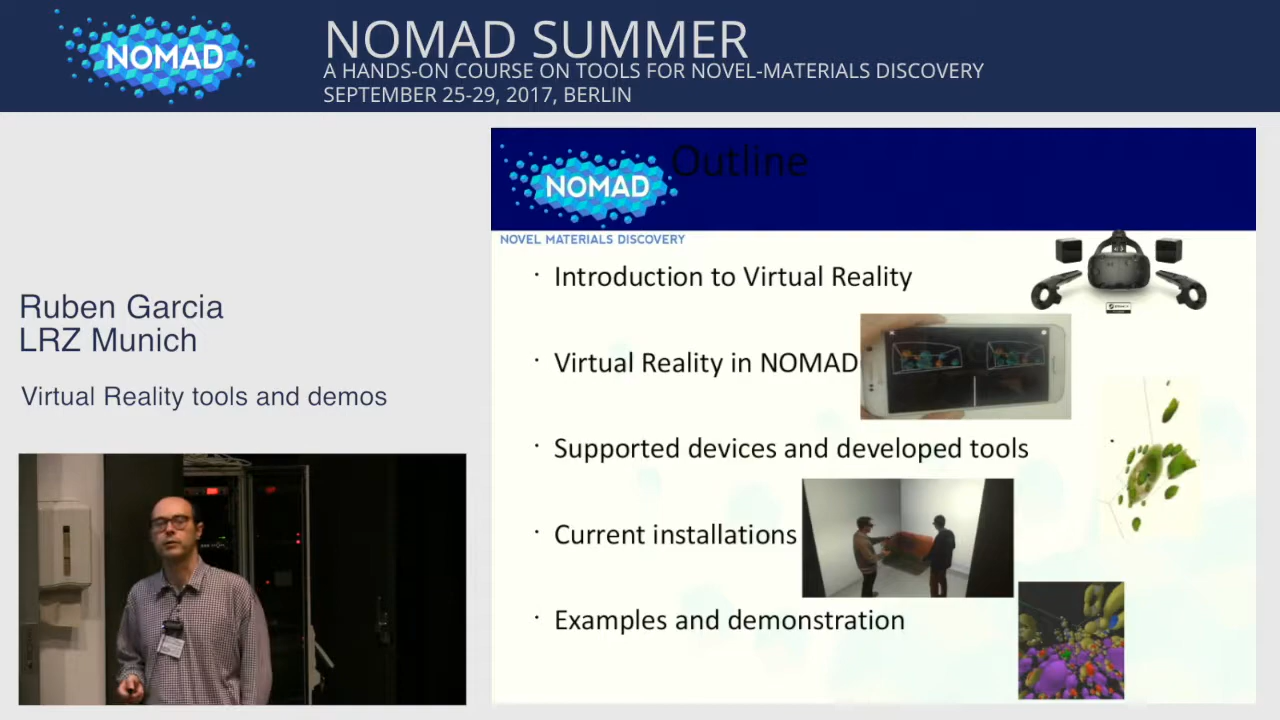 NOMAD
NOMAD SUMMER
A HANDS-ON COURSE ON TOOLS FOR NOVEL-MATERIALS DISCOVERY
SEPTEMBER 25-29, 2017, BERLIN
Ruben Garcia
LRZ Munich
Virtual Reality tools and demos
NOMAD
Outline
NOVEL MATERIALS DISCOVERY
· Introduction to Virtual Reality
· Virtual Reality in NOMAD
· Supported devices and developed tools
· Current installations
· Examples and demonstration